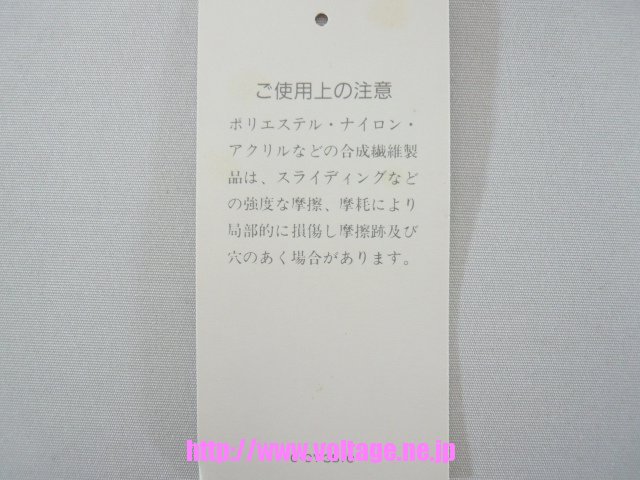 ご使用上の注意
ポリエステル・ナイロン・
アクリルなどの合成繊維製
品は、スライディングなど
の強度な摩擦、摩耗により
局部的に損傷し摩擦跡及び
穴のあく場合があります。
http://www.voltage.ne.jp